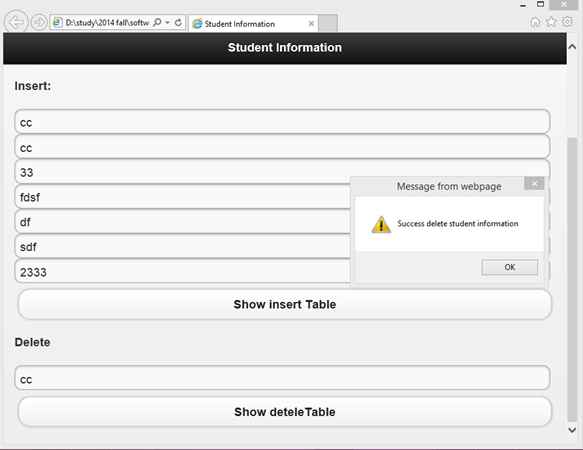 D:\study\2014 fall\softw
Student Information
Student Information
Insert:
cc
cc
33
fdsf
df
sdf
2333
Message from webpage
Success delete student information
OK
Show insert Table
Delete
cc
Show deteleTable